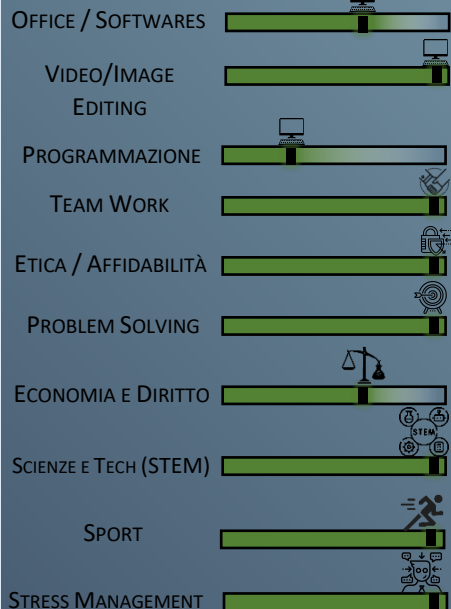 OFFICE / SOFTWARES
VIDEO/IMAGE
EDITING
PROGRAMMAZIONE
TEAM WORK
ETICA / AFFIDABILITÀ
PROBLEM SOLVING
ECONOMIA E DIRITTO
STEM
SCIENZE E TECH (STEM)
SPORT
STRESS MANAGEMENT